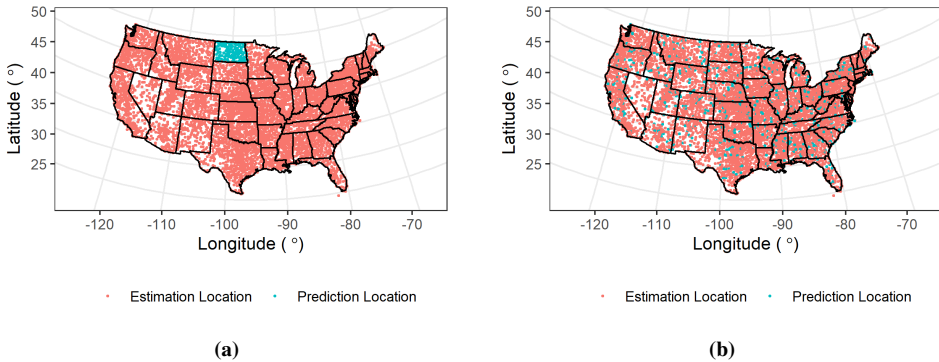 50
45
40
35
30
25
Latitude ( °)
-120
-110
-100
-90
-80
-70
Longitude ( °)
Estimation Location
Prediction Location
(a)
50
45
40
35
30
25
Latitude ( °)
-120
-110
-100
-90
-80
-70
Longitude ( °)
Estimation Location
Prediction Location
(b)